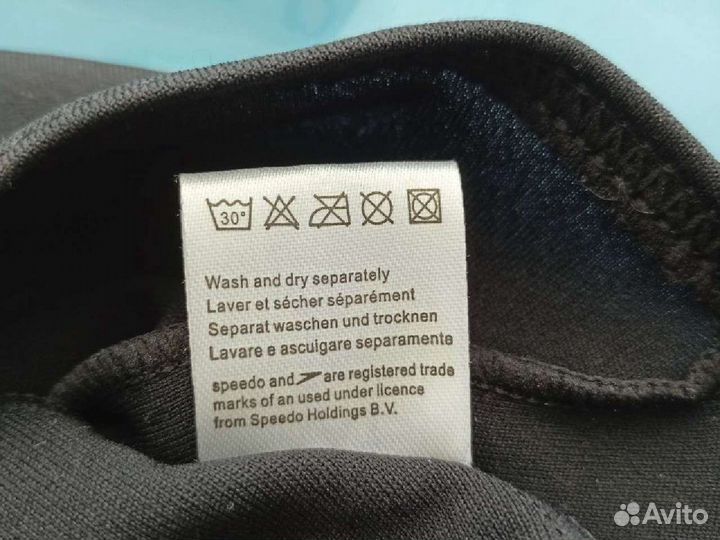 30°
Wash and dry separately
Laver et sécher séparément
Separat waschen und trocknen
Lavare e asciugare separamente
speedo and are registered trade
marks of an used under licence
from Speedo Holdings B.V.
Avito